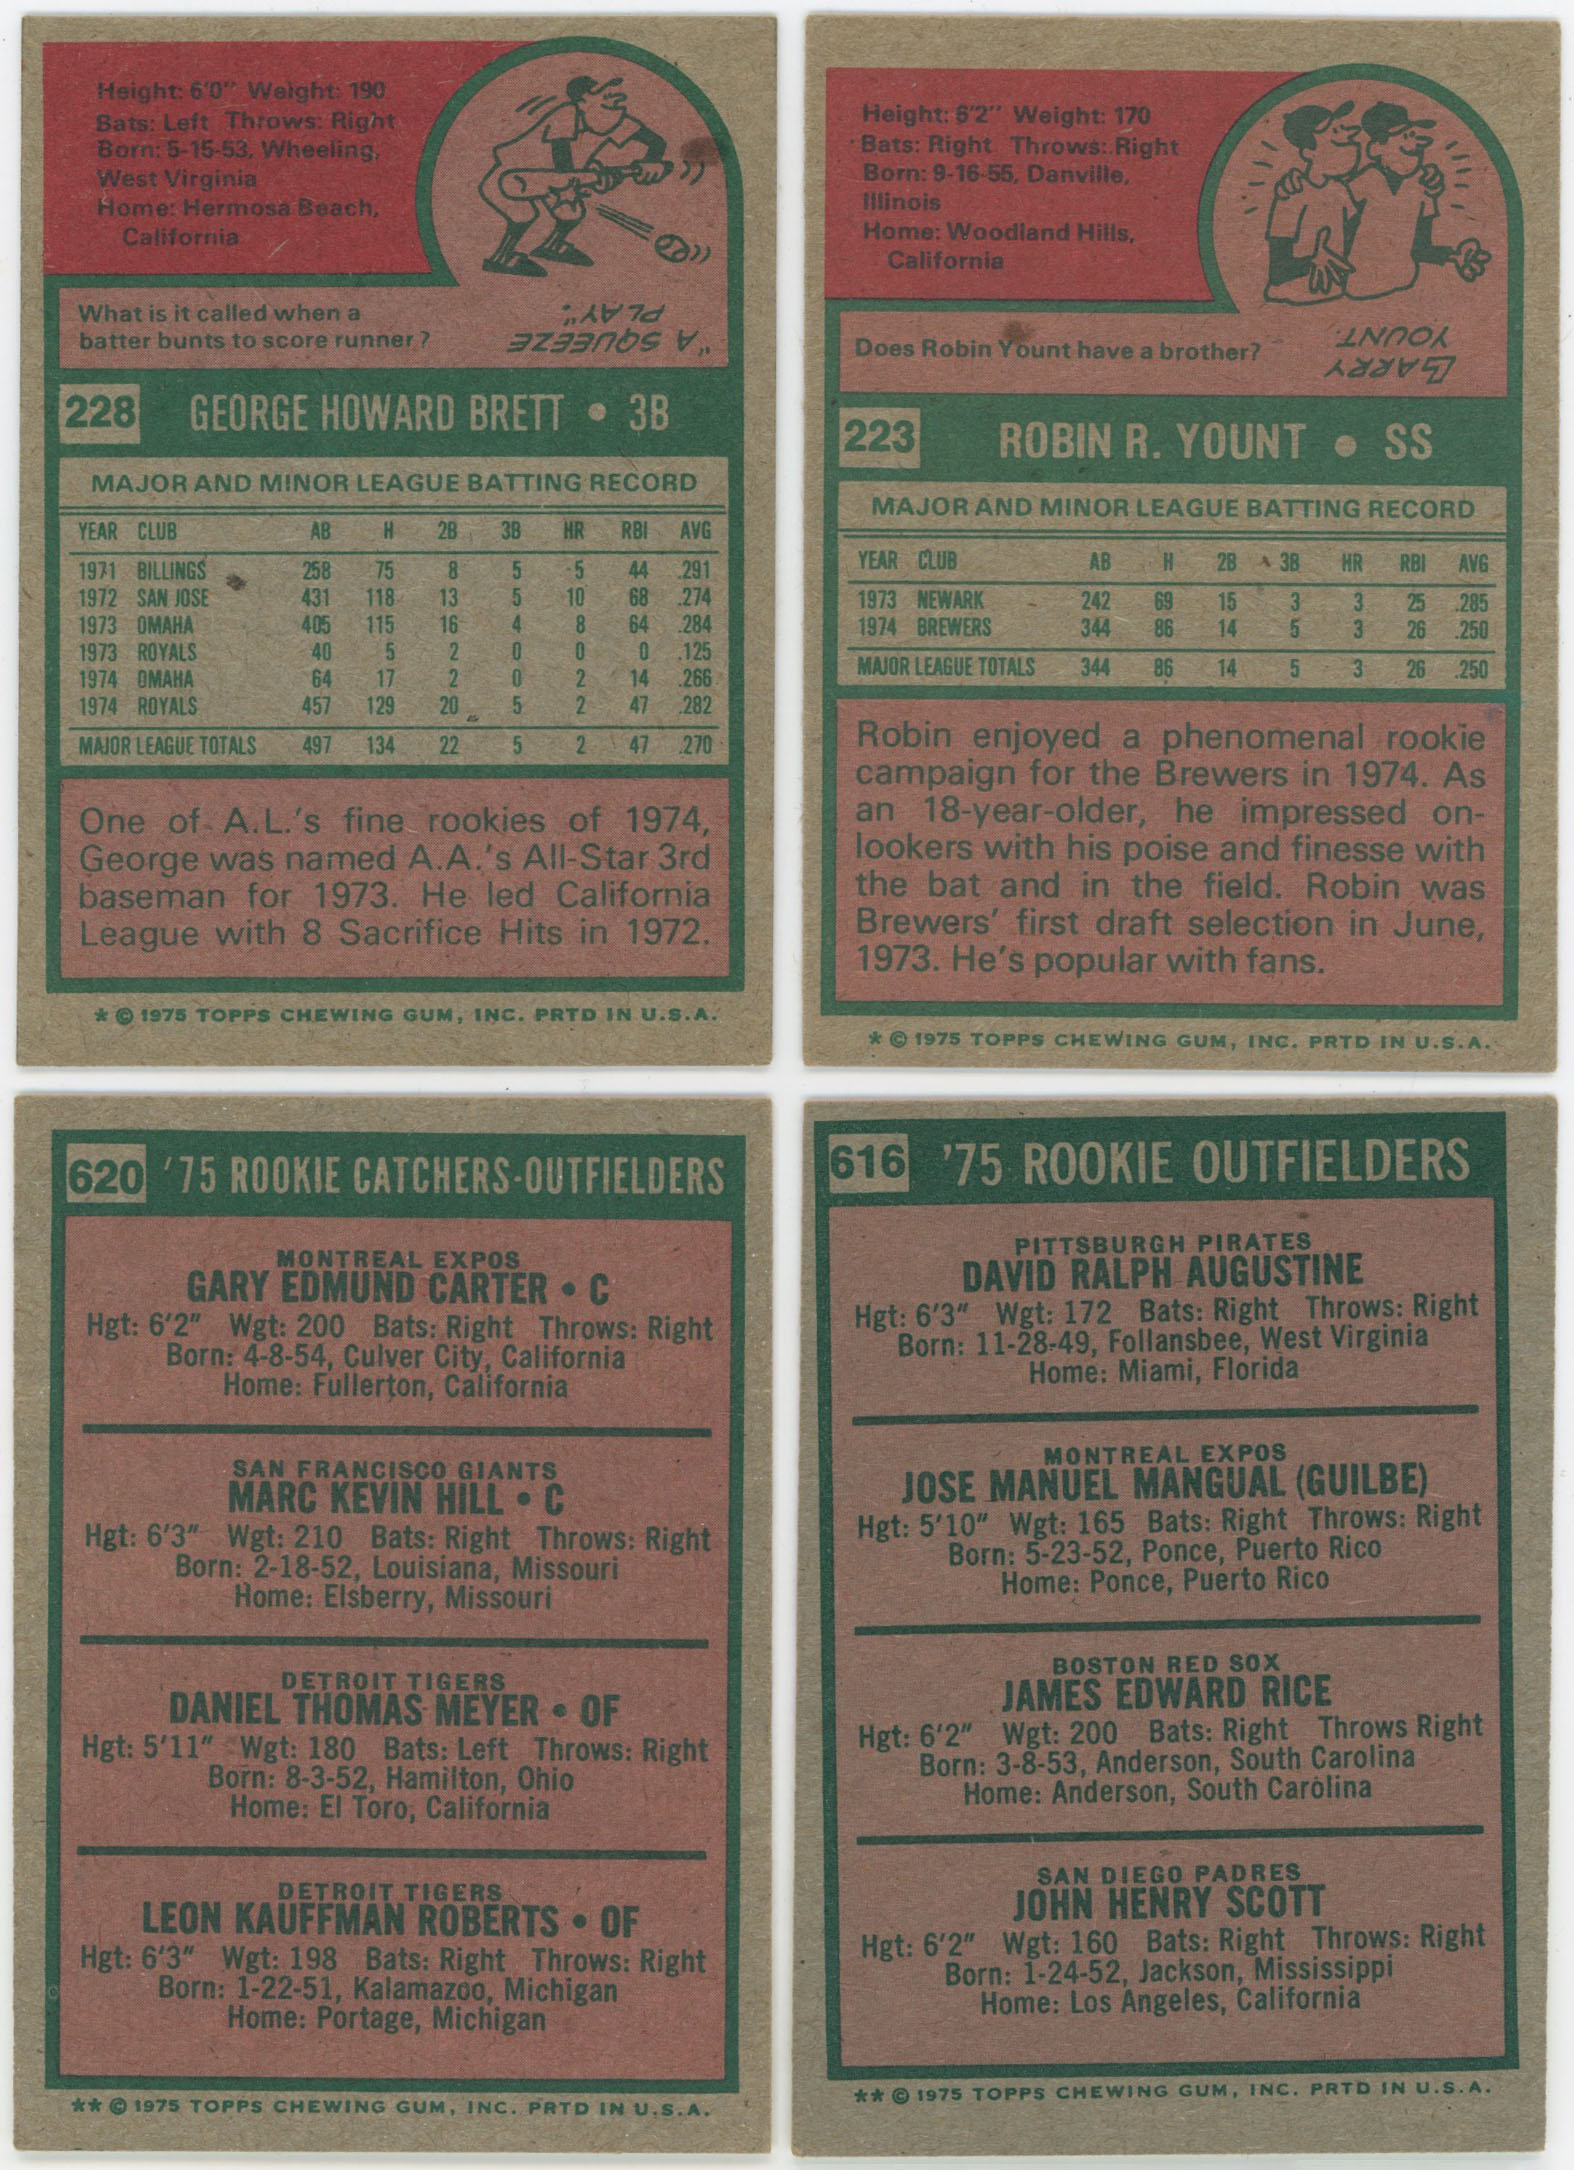 Height: 6'0" Weight: 190
Bats: Left Throws: Right
Born: 5-15-53, Wheeling,
West Virginia
Home: Hermosa Beach,
California
What is it called when a
batter bunts to score runner?
"A SQUEEZE
PLAY".
228 GEORGE HOWARD BRETT • 3B
MAJOR AND MINOR LEAGUE BATTING RECORD
YEAR CLUB AB H 2B 3B HR RBI AVG
1971 BILLINGS 258 75 8 5 5 44 .291
1972 SAN JOSE 431 118 13 5 10 68 .274
1973 OMAHA 405 115 16 4 8 64 .284
1973 ROYALS 40 5 2 0 0 0 .125
1974 OMAHA 64 17 2 0 2 14 .266
1974 ROYALS 457 129 20 5 2 47 .282
MAJOR LEAGUE TOTALS 497 134 22 5 2 47 .270
One of A.L.'s fine rookies of 1974,
George was named A.A.'s All-Star 3rd
baseman for 1973. He led California
League with 8 Sacrifice Hits in 1972.
* © 1975 TOPPS CHEWING GUM, INC. PRTD IN U.S.A.
Height: 6'2" Weight: 170
Bats: Right Throws: Right
Born: 9-16-55, Danville,
Illinois
Home: Woodland Hills,
California
Does Robin Yount have a brother?
LARRY
YOUNT.
223 ROBIN R. YOUNT • SS
MAJOR AND MINOR LEAGUE BATTING RECORD
YEAR CLUB AB H 2B 3B HR RBI AVG
1973 NEWARK 242 69 15 3 3 25 .285
1974 BREWERS 344 86 14 5 3 26 .250
MAJOR LEAGUE TOTALS 344 86 14 5 3 26 .250
Robin enjoyed a phenomenal rookie
campaign for the Brewers in 1974. As
an 18-year-older, he impressed on-
lookers with his poise and finesse with
the bat and in the field. Robin was
Brewers' first draft selection in June,
1973. He's popular with fans.
* © 1975 TOPPS CHEWING GUM, INC. PRTD IN U.S.A.
620 '75 ROOKIE CATCHERS-OUTFIELDERS
MONTREAL EXPOS
GARY EDMUND CARTER • C
Hgt: 6'2" Wgt: 200 Bats: Right Throws: Right
Born: 4-8-54, Culver City, California
Home: Fullerton, California
SAN FRANCISCO GIANTS
MARC KEVIN HILL • C
Hgt: 6'3" Wgt: 210 Bats: Right Throws: Right
Born: 2-18-52, Louisiana, Missouri
Home: Elsberry, Missouri
DETROIT TIGERS
DANIEL THOMAS MEYER • OF
Hgt: 5'11" Wgt: 180 Bats: Left Throws: Right
Born: 8-3-52, Hamilton, Ohio
Home: El Toro, California
DETROIT TIGERS
LEON KAUFFMAN ROBERTS • OF
Hgt: 6'3" Wgt: 198 Bats: Right Throws: Right
Born: 1-22-51, Kalamazoo, Michigan
Home: Portage, Michigan
** © 1975 TOPPS CHEWING GUM, INC. PRTD IN U.S.A.
616 '75 ROOKIE OUTFIELDERS
PITTSBURGH PIRATES
DAVID RALPH AUGUSTINE
Hgt: 6'3" Wgt: 172 Bats: Right Throws: Right
Born: 11-28-49, Follansbee, West Virginia
Home: Miami, Florida
MONTREAL EXPOS
JOSE MANUEL MANGUAL (GUILBE)
Hgt: 5'10" Wgt: 165 Bats: Right Throws: Right
Born: 5-23-52, Ponce, Puerto Rico
Home: Ponce, Puerto Rico
BOSTON RED SOX
JAMES EDWARD RICE
Hgt: 6'2" Wgt: 200 Bats: Right Throws Right
Born: 3-8-53, Anderson, South Carolina
Home: Anderson, South Carolina
SAN DIEGO PADRES
JOHN HENRY SCOTT
Hgt: 6'2" Wgt: 160 Bats: Right Throws: Right
Born: 1-24-52, Jackson, Mississippi
Home: Los Angeles, California
** © 1975 TOPPS CHEWING GUM, INC. PRTD IN U.S.A.